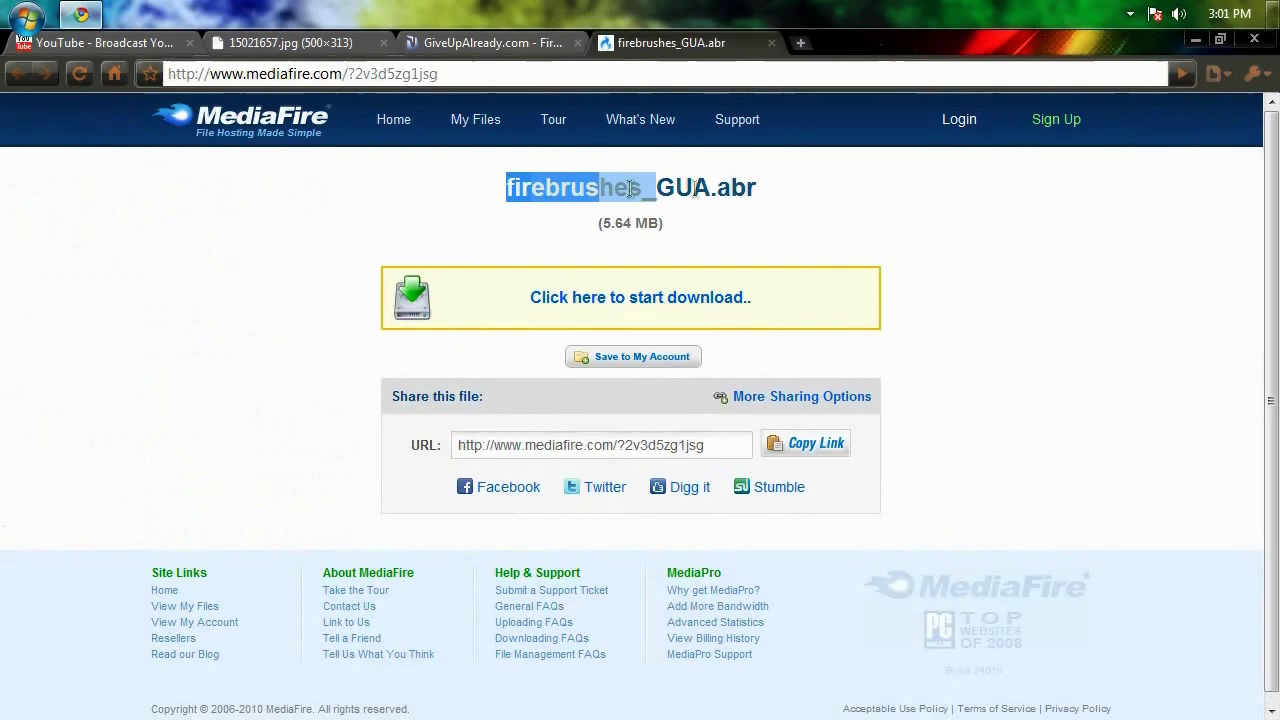 3:01 PM
YouTube - Broadcast Yo...
15021657.jpg (500×313)
GiveUpAlready.com - Fir...
firebrushes_GUA.abr
http://www.mediafire.com/?2v3d5zg1jsg
MediaFire
File Hosting Made Simple
Home
My Files
Tour
What's New
Support
Login
Sign Up
firebrushes_GUA.abr
(5.64 MB)
Click here to start download..
Save to My Account
Share this file:
More Sharing Options
URL:
http://www.mediafire.com/?2v3d5zg1jsg
Copy Link
Facebook
Twitter
Digg it
Stumble
Site Links
Home
View My Files
View My Account
Resellers
Read our Blog
About MediaFire
Take the Tour
Contact Us
Link to Us
Tell a Friend
Tell Us What You Think
Help & Support
Submit a Support Ticket
General FAQs
Uploading FAQs
Downloading FAQs
File Management FAQs
MediaPro
Why get MediaPro?
Add More Bandwidth
Advanced Statistics
View Billing History
MediaPro Support
MediaFire
PC
TOP
WEBSITES
OF 2008
Copyright © 2006-2010 MediaFire. All rights reserved.
Acceptable Use Policy | Terms of Service | Privacy Policy